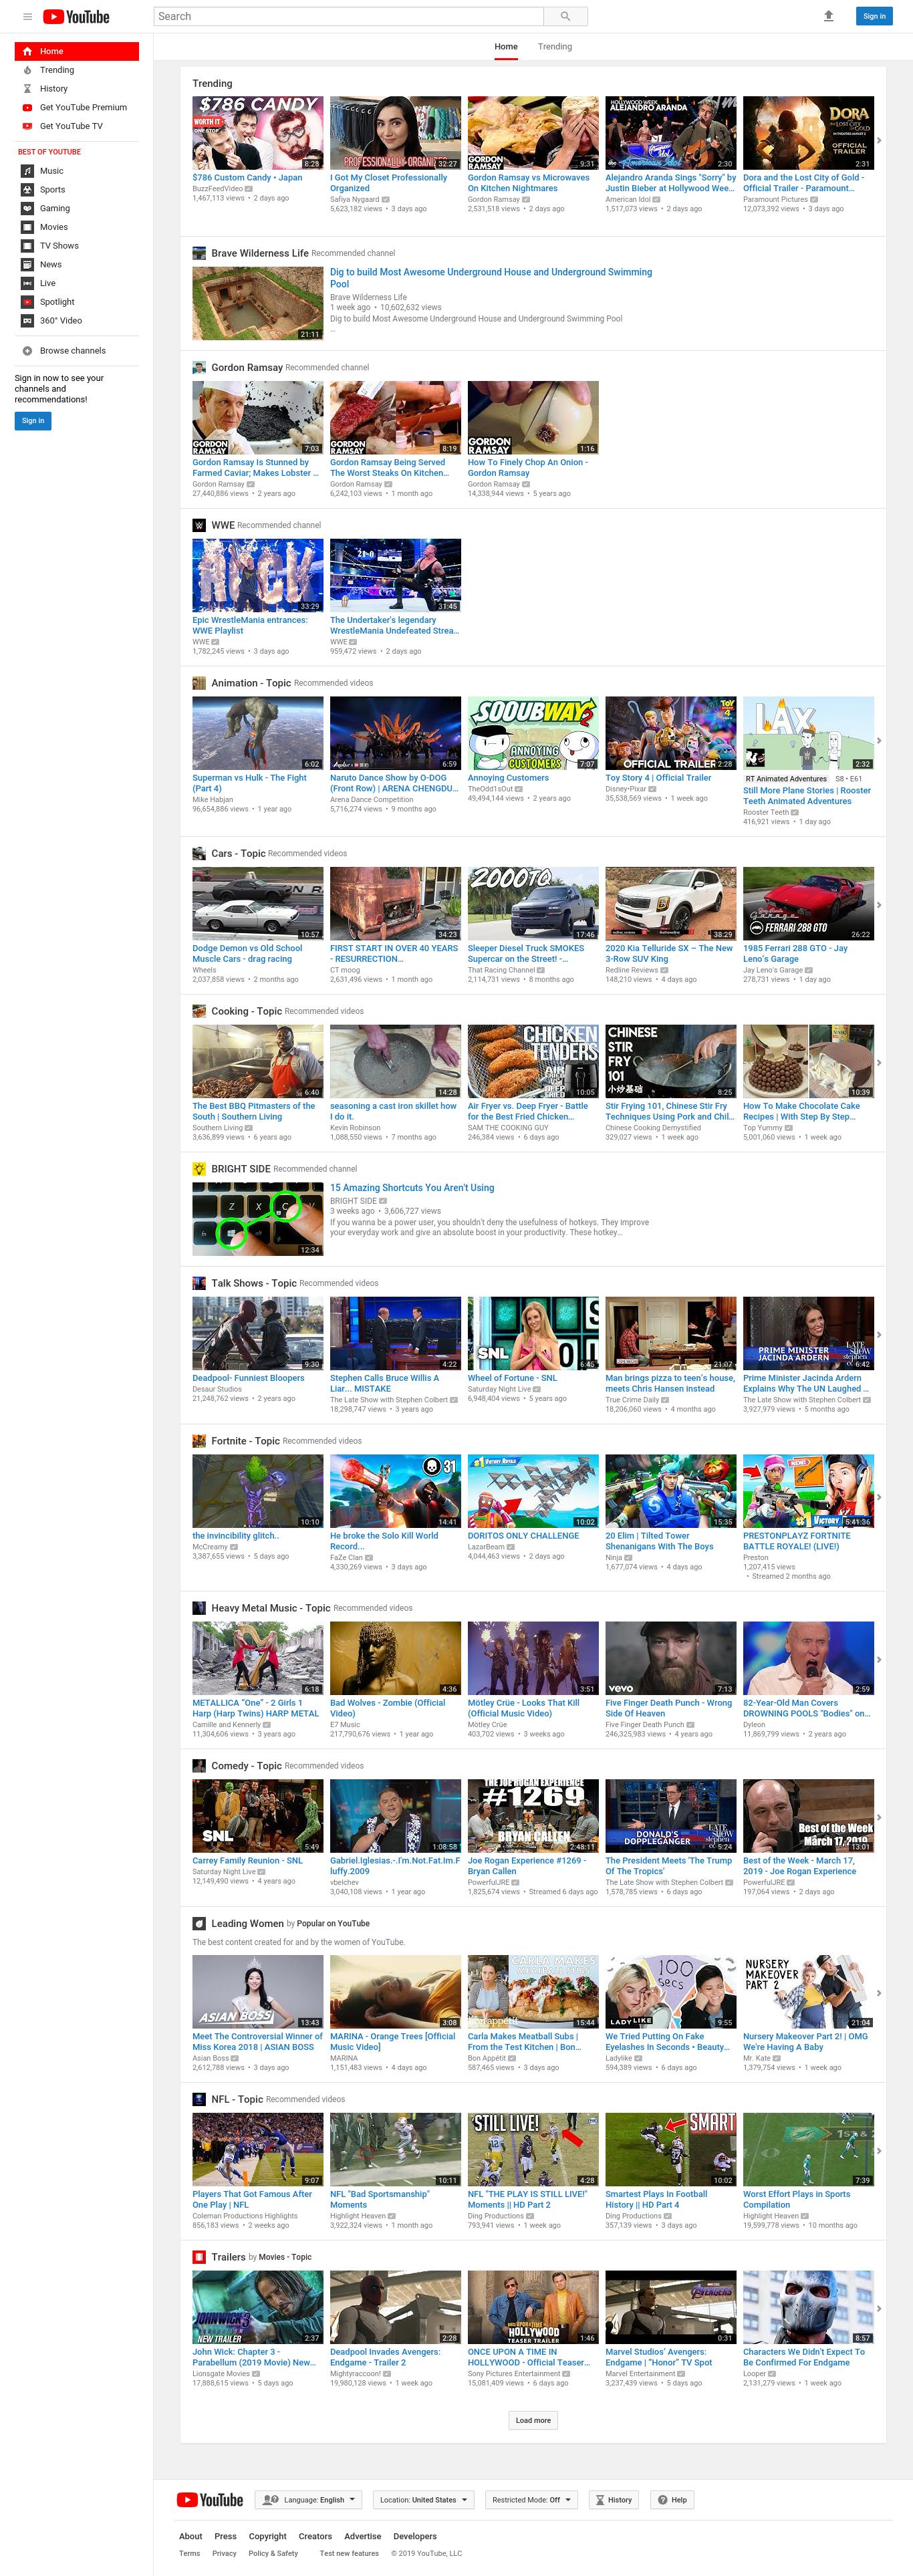 YouTube
Search
Sign in
Home
Trending
History
Get YouTube Premium
Get YouTube TV
BEST OF YOUTUBE
Music
Sports
Gaming
Movies
TV Shows
News
Live
Spotlight
360° Video
Browse channels
Sign in now to see your
channels and
recommendations!
Sign in
Home Trending
Trending
$786 CANDY
WORTH IT
8:28
$786 Custom Candy • Japan
BuzzFeedVideo
1,467,113 views • 2 days ago
PROFESSIONALLY ORGANIZED
32:27
I Got My Closet Professionally
Organized
Safiya Nygaard
5,623,182 views • 3 days ago
GORDON
RAMSAY
9:31
Gordon Ramsay vs Microwaves
On Kitchen Nightmares
Gordon Ramsay
2,531,518 views • 2 days ago
HOLLYWOOD WEEK
ALEJANDRO ARANDA
abc
American Idol
2:30
Alejandro Aranda Sings "Sorry" by
Justin Bieber at Hollywood Wee...
American Idol
1,517,073 views • 2 days ago
DORA
LOST CITY OF GOLD
OFFICIAL
TRAILER
2:31
Dora and the Lost City of Gold -
Official Trailer - Paramount...
Paramount Pictures
12,073,392 views • 3 days ago
Brave Wilderness Life Recommended channel
21:11
Dig to build Most Awesome Underground House and Underground Swimming
Pool
Brave Wilderness Life
1 week ago • 10,602,632 views
Dig to build Most Awesome Underground House and Underground Swimming Pool
...
Gordon Ramsay Recommended channel
GORDON
RAMSAY
7:03
Gordon Ramsay Is Stunned by
Farmed Caviar; Makes Lobster ...
Gordon Ramsay
27,440,886 views • 2 years ago
GORDON
RAMSAY
8:19
Gordon Ramsay Being Served
The Worst Steaks On Kitchen...
Gordon Ramsay
6,242,103 views • 1 month ago
GORDON
RAMSAY
1:16
How To Finely Chop An Onion -
Gordon Ramsay
Gordon Ramsay
14,338,944 views • 5 years ago
WWE Recommended channel
33:29
Epic WrestleMania entrances:
WWE Playlist
WWE
1,782,245 views • 3 days ago
21-0
31:45
The Undertaker's legendary
WrestleMania Undefeated Strea...
WWE
959,472 views • 2 days ago
Animation - Topic Recommended videos
6:02
Superman vs Hulk - The Fight
(Part 4)
Mike Habjan
96,654,886 views • 1 year ago
6:59
Naruto Dance Show by O-DOG
(Front Row) | ARENA CHENGDU...
Arena Dance Competition
5,716,274 views • 9 months ago
SOOUBWAY 2
ANNOYING
CUSTOMERS
7:07
Annoying Customers
TheOdd1sOut
49,494,144 views • 2 years ago
TOY STORY 4
OFFICIAL TRAILER
2:28
Toy Story 4 | Official Trailer
Disney•Pixar
35,538,569 views • 1 week ago
LAX
2:32
RT Animated Adventures S8 • E61
Still More Plane Stories | Rooster
Teeth Animated Adventures
Rooster Teeth
416,921 views • 1 day ago
Cars - Topic Recommended videos
10:57
Dodge Demon vs Old School
Muscle Cars - drag racing
Wheels
2,037,858 views • 2 months ago
34:23
FIRST START IN OVER 40 YEARS
- RESURRECTION...
CT moog
2,631,496 views • 1 month ago
2000TQ
17:46
Sleeper Diesel Truck SMOKES
Supercar on the Street! -...
That Racing Channel
2,114,731 views • 8 months ago
38:29
2020 Kia Telluride SX – The New
3-Row SUV King
Redline Reviews
148,210 views • 4 days ago
Garage
FERRARI 288 GTO
26:22
1985 Ferrari 288 GTO - Jay
Leno's Garage
Jay Leno's Garage
278,731 views • 1 day ago
Cooking - Topic Recommended videos
6:40
The Best BBQ Pitmasters of the
South | Southern Living
Southern Living
3,636,899 views • 6 years ago
14:28
seasoning a cast iron skillet how
I do it.
Kevin Robinson
1,088,550 views • 7 months ago
CHICKEN
TENDERS
AIR
FRIED
DEEP
FRIED
10:05
Air Fryer vs. Deep Fryer - Battle
for the Best Fried Chicken...
SAM THE COOKING GUY
246,384 views • 6 days ago
CHINESE
STIR
FRY
101
小炒基础
8:25
Stir Frying 101, Chinese Stir Fry
Techniques Using Pork and Chil...
Chinese Cooking Demystified
329,027 views • 1 week ago
10:39
How To Make Chocolate Cake
Recipes | With Step By Step...
Top Yummy
5,001,060 views • 1 week ago
BRIGHT SIDE Recommended channel
Z X C V
12:34
15 Amazing Shortcuts You Aren't Using
BRIGHT SIDE
3 weeks ago • 3,606,727 views
If you wanna be a power user, you shouldn't deny the usefulness of hotkeys. They improve
your everyday work and give an absolute boost in your productivity. These hotkey...
Talk Shows - Topic Recommended videos
9:30
Deadpool- Funniest Bloopers
Desaur Studios
21,248,762 views • 2 years ago
4:22
Stephen Calls Bruce Willis A
Liar... MISTAKE
The Late Show with Stephen Colbert
18,298,747 views • 3 years ago
SNL
6:45
Wheel of Fortune - SNL
Saturday Night Live
6,948,404 views • 5 years ago
21:07
Man brings pizza to teen's house,
meets Chris Hansen instead
True Crime Daily
18,206,060 views • 4 months ago
PRIME MINISTER
JACINDA ARDERN
LATE SHOW
stephen
6:42
Prime Minister Jacinda Ardern
Explains Why The UN Laughed ...
The Late Show with Stephen Colbert
3,927,979 views • 5 months ago
Fortnite - Topic Recommended videos
10:10
the invincibility glitch..
McCreamy
3,387,655 views • 5 days ago
31
14:41
He broke the Solo Kill World
Record...
FaZe Clan
4,330,269 views • 3 days ago
#1 VICTORY ROYALE
10:02
DORITOS ONLY CHALLENGE
LazarBeam
4,044,463 views • 2 days ago
15:35
20 Elim | Tilted Tower
Shenanigans With The Boys
Ninja
1,677,074 views • 4 days ago
#1 VICTORY
5:41:36
PRESTONPLAYZ FORTNITE
BATTLE ROYALE! (LIVE!)
Preston
1,207,415 views
• Streamed 2 months ago
Heavy Metal Music - Topic Recommended videos
6:18
METALLICA "One" - 2 Girls 1
Harp (Harp Twins) HARP METAL
Camille and Kennerly
11,304,606 views • 3 years ago
4:36
Bad Wolves - Zombie (Official
Video)
E7 Music
217,790,676 views • 1 year ago
3:51
Mötley Crüe - Looks That Kill
(Official Music Video)
Mötley Crüe
403,702 views • 3 weeks ago
vevo
7:13
Five Finger Death Punch - Wrong
Side Of Heaven
Five Finger Death Punch
246,325,983 views • 4 years ago
2:59
82-Year-Old Man Covers
DROWNING POOLS "Bodies" on...
Dyleon
11,869,799 views • 2 years ago
Comedy - Topic Recommended videos
SNL
5:49
Carrey Family Reunion - SNL
Saturday Night Live
12,149,490 views • 4 years ago
1:08:58
Gabriel.Iglesias.-.I'm.Not.Fat.Im.F
luffy.2009
vbelchev
3,040,108 views • 1 year ago
THE JOE ROGAN EXPERIENCE
#1269
BRYAN CALLEN
2:48:11
Joe Rogan Experience #1269 -
Bryan Callen
PowerfulJRE
1,825,674 views • Streamed 6 days ago
DONALD'S
DOPPLEGANGER
LATE SHOW
5:24
The President Meets 'The Trump
Of The Tropics'
The Late Show with Stephen Colbert
1,578,785 views • 6 days ago
Best of the Week
March 17, 2019
13:01
Best of the Week - March 17,
2019 - Joe Rogan Experience
PowerfulJRE
197,064 views • 2 days ago
Leading Women by Popular on YouTube
The best content created for and by the women of YouTube.
ASIAN BOSS
13:43
Meet The Controversial Winner of
Miss Korea 2018 | ASIAN BOSS
Asian Boss
2,612,788 views • 3 days ago
3:08
MARINA - Orange Trees [Official
Music Video]
MARINA
1,151,483 views • 4 days ago
CARLA MAKES
MEATBALL SUBS
bon appétit
15:44
Carla Makes Meatball Subs |
From the Test Kitchen | Bon...
Bon Appétit
587,465 views • 3 days ago
100
SECS
LADYLIKE
9:55
We Tried Putting On Fake
Eyelashes In Seconds • Beauty...
Ladylike
594,389 views • 6 days ago
NURSERY
MAKEOVER
PART 2
21:04
Nursery Makeover Part 2! | OMG
We're Having A Baby
Mr. Kate
1,379,754 views • 1 week ago
NFL - Topic Recommended videos
9:07
Players That Got Famous After
One Play | NFL
Coleman Productions Highlights
856,183 views • 2 weeks ago
10:11
NFL "Bad Sportsmanship"
Moments
Highlight Heaven
3,922,324 views • 1 month ago
STILL LIVE!
4:28
NFL "THE PLAY IS STILL LIVE!"
Moments || HD Part 2
Ding Productions
793,941 views • 1 week ago
SMART
10:02
Smartest Plays In Football
History || HD Part 4
Ding Productions
357,139 views • 3 days ago
1st &
7:39
Worst Effort Plays in Sports
Compilation
Highlight Heaven
19,599,778 views • 10 months ago
Trailers by Movies - Topic
JOHN WICK 3
NEW TRAILER
2:37
John Wick: Chapter 3 -
Parabellum (2019 Movie) New...
Lionsgate Movies
17,888,615 views • 5 days ago
2:28
Deadpool Invades Avengers:
Endgame - Trailer 2
Mightyraccoon!
19,980,128 views • 1 week ago
ONCE UPON A TIME IN
HOLLYWOOD
TEASER TRAILER
1:46
ONCE UPON A TIME IN
HOLLYWOOD - Official Teaser...
Sony Pictures Entertainment
15,081,409 views • 6 days ago
AVENGERS
0:31
Marvel Studios' Avengers:
Endgame | "Honor" TV Spot
Marvel Entertainment
3,237,439 views • 5 days ago
8:57
Characters We Didn't Expect To
Be Confirmed For Endgame
Looper
2,131,279 views • 1 week ago
Load more
YouTube
Language: English
Location: United States
Restricted Mode: Off
History
Help
About Press Copyright Creators Advertise Developers
Terms Privacy Policy & Safety Test new features © 2019 YouTube, LLC